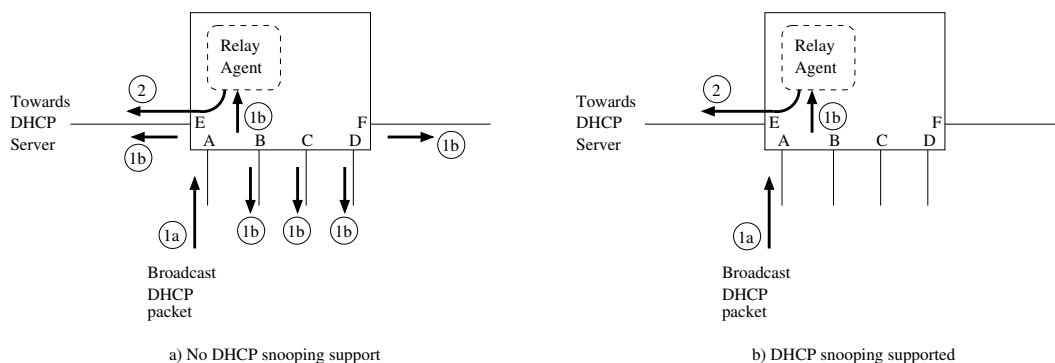 Relay
Agent
2
1b
Towards
DHCP
Server
E
F
A
B
C
D
1b
1b
1a
1b
1b
1b
Broadcast
DHCP
packet
a) No DHCP snooping support
Relay
Agent
2
1b
Towards
DHCP
Server
E
F
A
B
C
D
1a
Broadcast
DHCP
packet
b) DHCP snooping supported